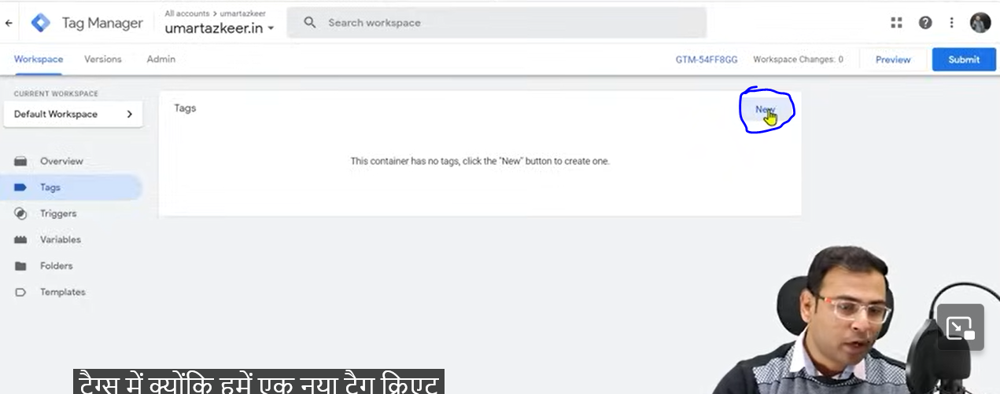 All accounts > umartazkeer
Tag Manager
umartazkeer.in
Search workspace
Workspace
Versions
Admin
GTM-54FF8GG
Workspace Changes: 0
Preview
Submit
CURRENT WORKSPACE
Default Workspace
Tags
New
This container has no tags, click the "New" button to create one.
Overview
Tags
Triggers
Variables
Folders
Templates
टैग्स में क्योंकि हमें एक नया टैग क्रिएट